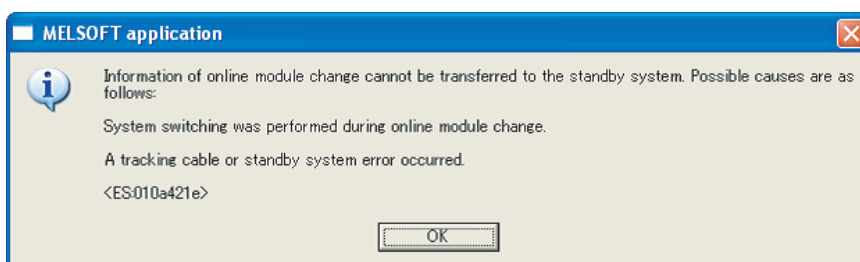 MELSOFT application
Information of online module change cannot be transferred to the standby system. Possible causes are as
follows:
System switching was performed during online module change.
A tracking cable or standby system error occurred.
<ES:010a421e>
OK